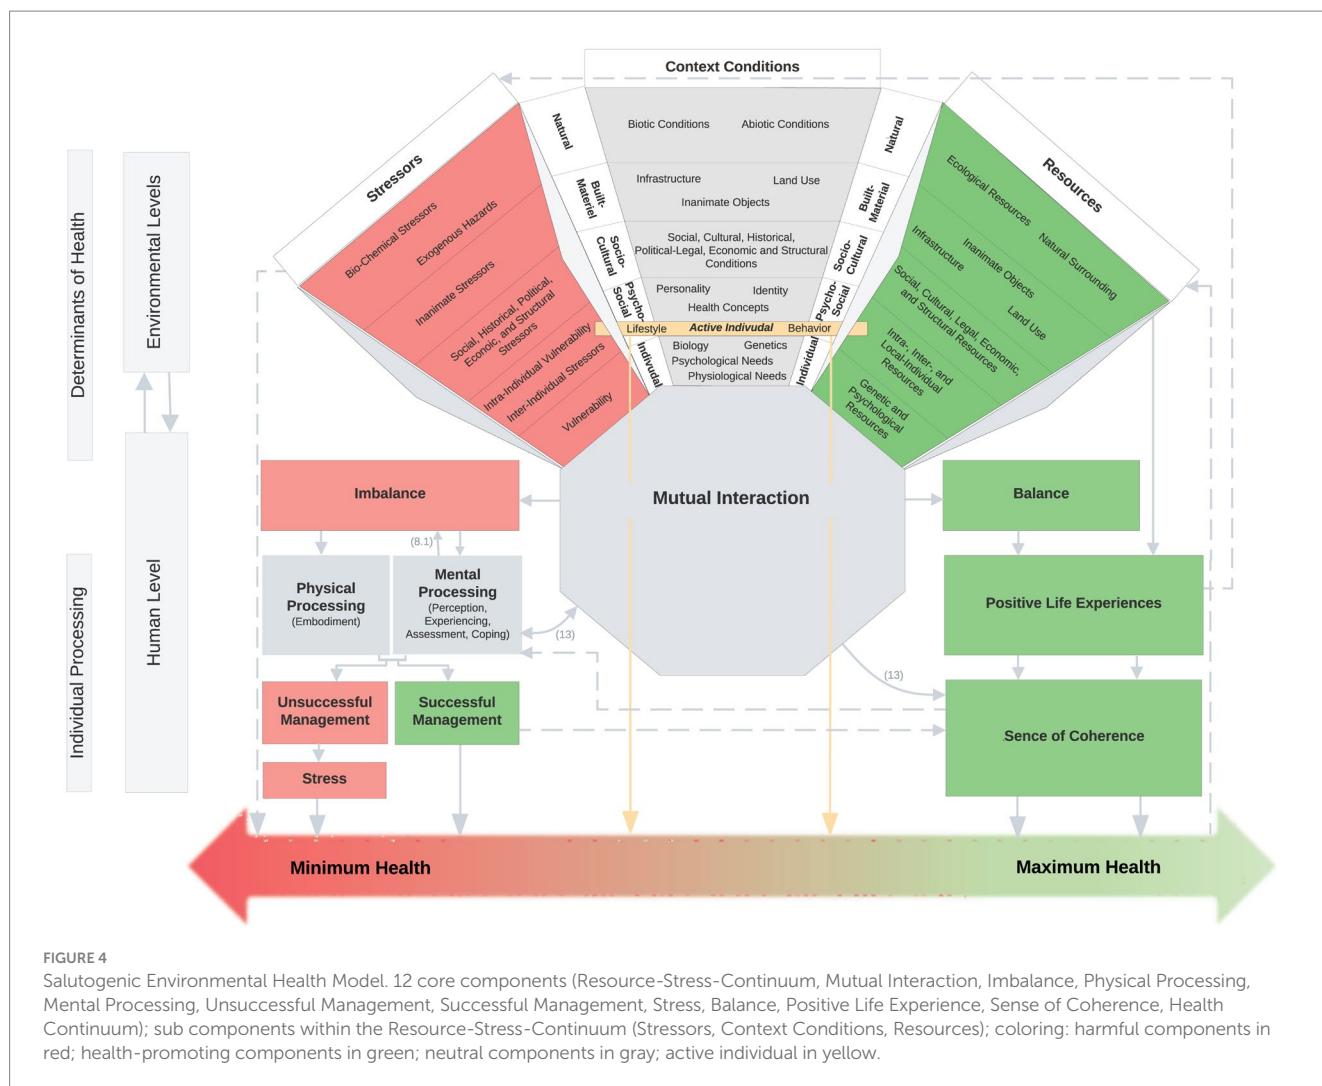 Context Conditions
Stressors
Resources
Natural
Built-
Materiel
Socio-
Cultural
Psycho-
Social
Indivudal
Natural
Built-
Material
Socio-
Cultural
Psycho-
Social
Individual
Biotic Conditions
Abiotic Conditions
Infrastructure
Land Use
Inanimate Objects
Social, Cultural, Historical,
Political-Legal, Economic and Structural
Conditions
Personality
Identity
Health Concepts
Lifestyle
Active Indivudal
Behavior
Biology
Genetics
Psychological Needs
Physiological Needs
Bio-Chemical Stressors
Exogenous Hazards
Inanimate Stressors
Social, Historical, Political,
Econoic, and Structural
Stressors
Intra-Individual Vulnerability
Inter-Individual Stressors
Vulnerability
Ecological Resources
Natural Surrounding
Infrastructure
Inanimate Objects
Land Use
Social, Cultural, Legal, Economic,
and Structural Resources
Intra-, Inter-, and
Local-Individual
Resources
Genetic and
Psychological
Resources
Determinants of Health
Environmental Levels
Individual Processing
Human Level
Mutual Interaction
Imbalance
Balance
(8.1)
Physical
Processing
(Embodiment)
Mental
Processing
(Perception,
Experiencing,
Assessment, Coping)
(13)
Positive Life Experiences
(13)
Unsuccessful
Management
Successful
Management
Sence of Coherence
Stress
Minimum Health
Maximum Health
FIGURE 4
Salutogenic Environmental Health Model. 12 core components (Resource-Stress-Continuum, Mutual Interaction, Imbalance, Physical Processing,
Mental Processing, Unsuccessful Management, Successful Management, Stress, Balance, Positive Life Experience, Sense of Coherence, Health
Continuum); sub components within the Resource-Stress-Continuum (Stressors, Context Conditions, Resources); coloring: harmful components in
red; health-promoting components in green; neutral components in gray; active individual in yellow.